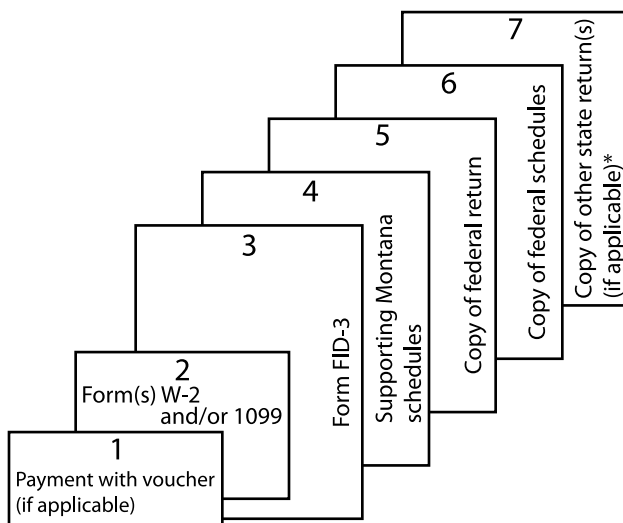 7
Copy of other state return(s)
(if applicable)*
6
Copy of federal schedules
5
Copy of federal return
4
Supporting Montana
schedules
3
Form FID-3
2
Form(s) W-2
and/or 1099
1
Payment with voucher
(if applicable)